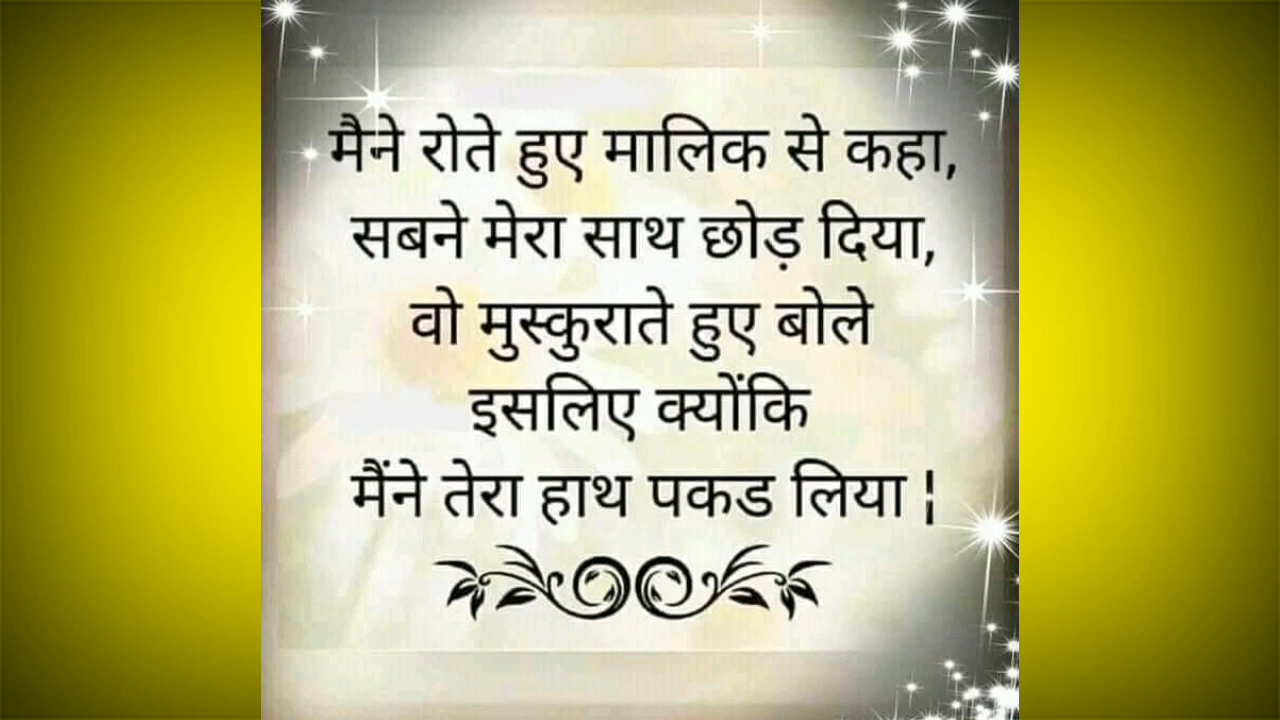 मैने रोते हुए मालिक से कहा,
सबने मेरा साथ छोड़ दिया,
वो मुस्कुराते हुए बोले
इसलिए क्योंकि
मैंने तेरा हाथ पकड लिया ¦